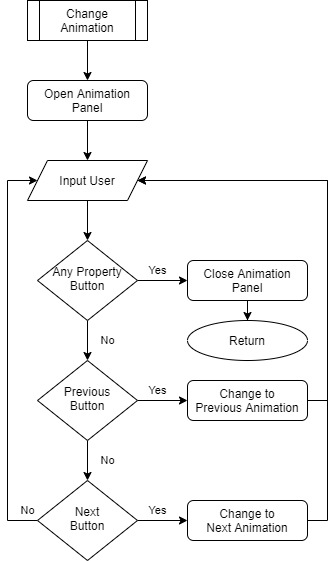 Change
Animation
Open Animation
Panel
Input User
Any Property
Button
Yes
Close Animation
Panel
Return
No
Previous
Button
Yes
Change to
Previous Animation
No
Next
Button
No
Yes
Change to
Next Animation